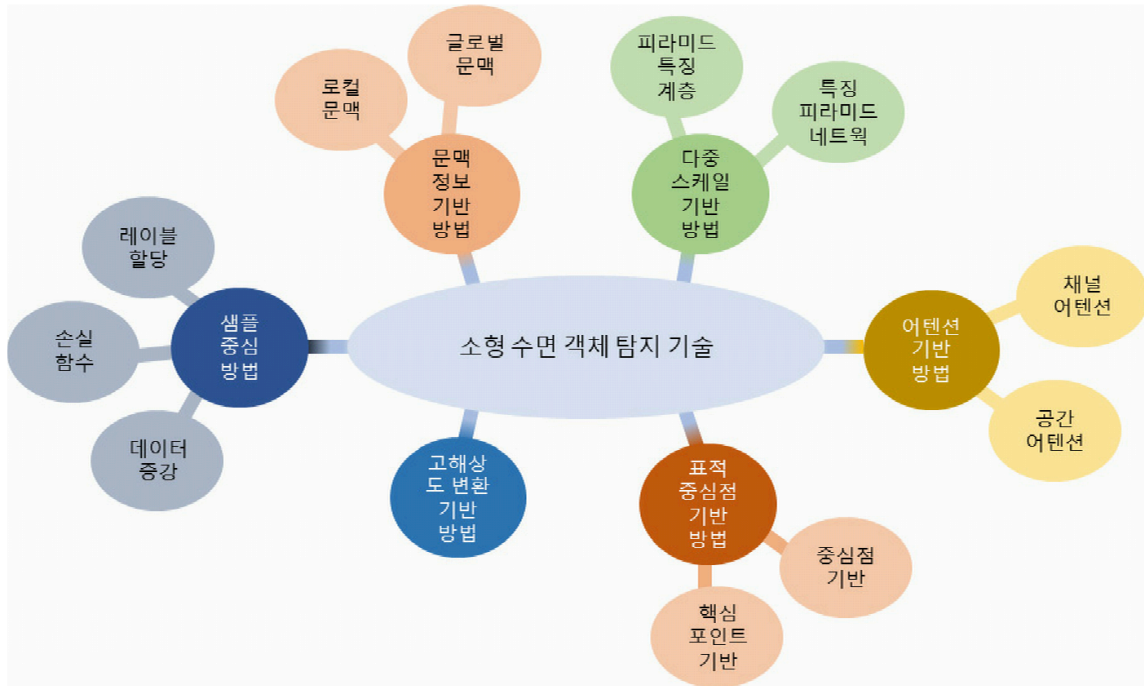 글로벌
문맥
로컬
문맥
문맥
정보
기반
방법
피라미드
특징
계층
특징
피라미드
네트웍
다중
스케일
기반
방법
레이블
할당
손실
함수
데이터
증강
샘플
중심
방법
소형 수면 객체 탐지 기술
어텐션
기반
방법
채널
어텐션
공간
어텐션
고해상
도 변환
기반
방법
표적
중심점
기반
방법
중심점
기반
핵심
포인트
기반